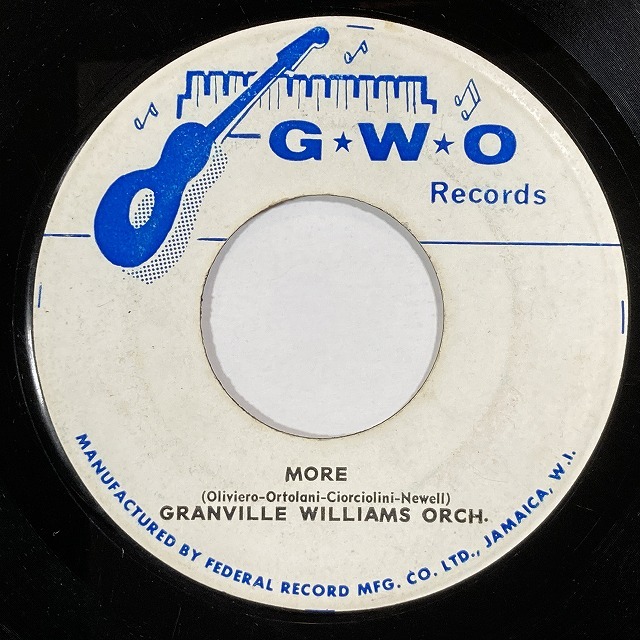 G★W★O
Records
MORE
(Oliviero-Ortolani-Ciorciolini-Newell)
GRANVILLE WILLIAMS ORCH.
MANUFACTURED BY FEDERAL RECORD MFG. CO. LTD., JAMAICA, W.I.